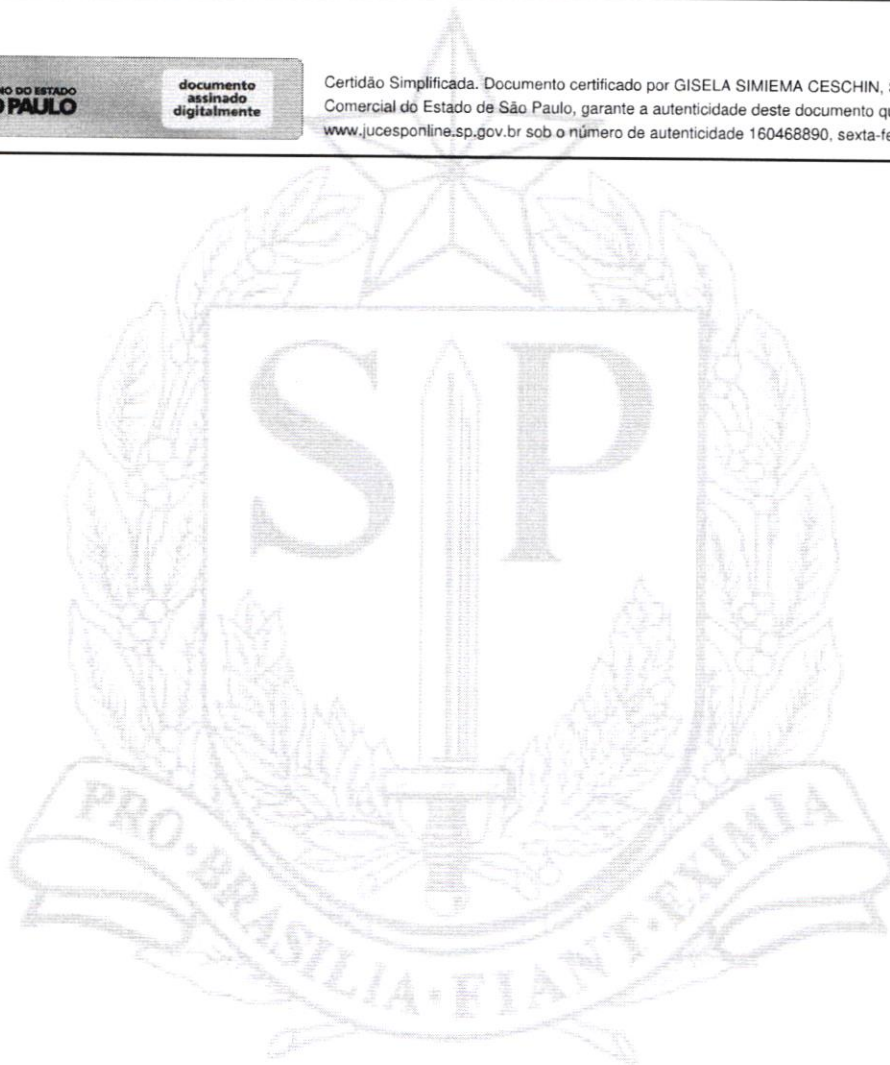 NO DO ESTADO
PAULO
documento
assinado
digitalmente
Certidão Simplificada. Documento certificado por GISELA SIMIEMA CESCHIN,
Comercial do Estado de São Paulo, garante a autenticidade deste documento
www.jucesponline.sp.gov.br sob o número de autenticidade 160468890,
S P
PRO·BRASILIA·FIANT·EXIMIA